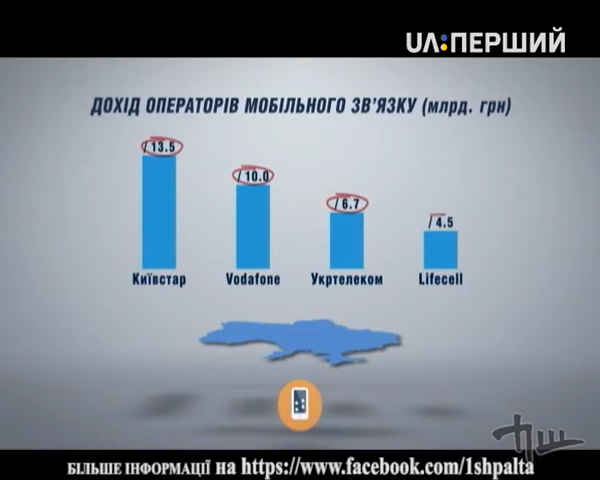 UA:ПЕРШИЙ
ДОХІД ОПЕРАТОРІВ МОБІЛЬНОГО ЗВ'ЯЗКУ (млрд. грн)
/ 13.5
/ 10.0
/ 6.7
/ 4.5
Київстар
Vodafone
Укртелеком
Lifecell
БІЛЬШЕ ІНФОРМАЦІЇ на https://www.facebook.com/1shpalta